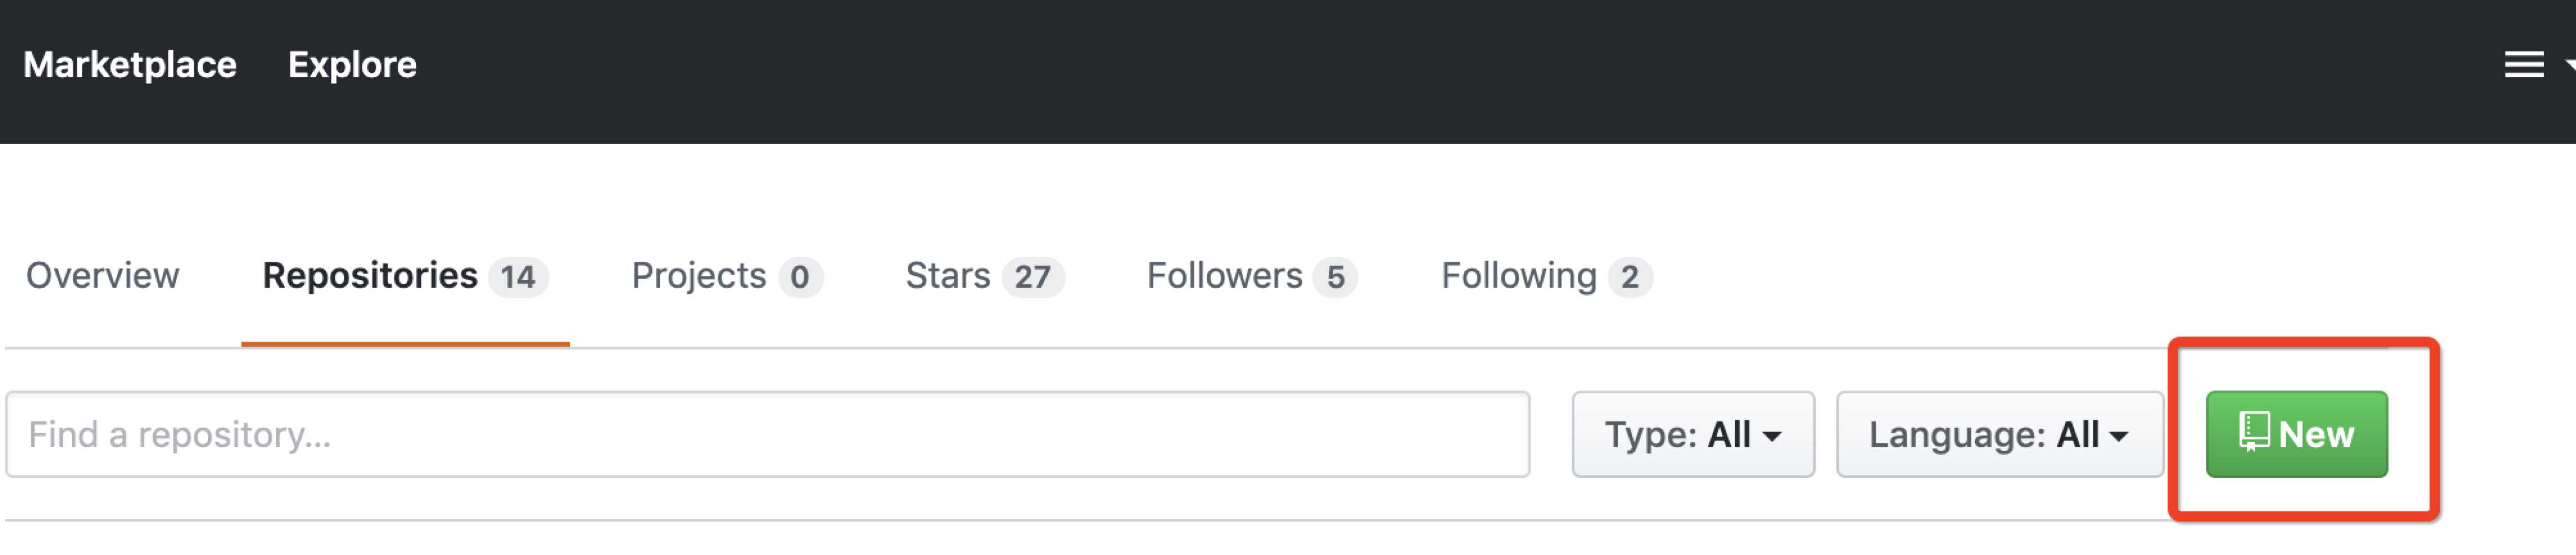 Marketplace Explore
Overview Repositories 14 Projects 0 Stars 27 Followers 5 Following 2
Find a repository... Type: All Language: All New